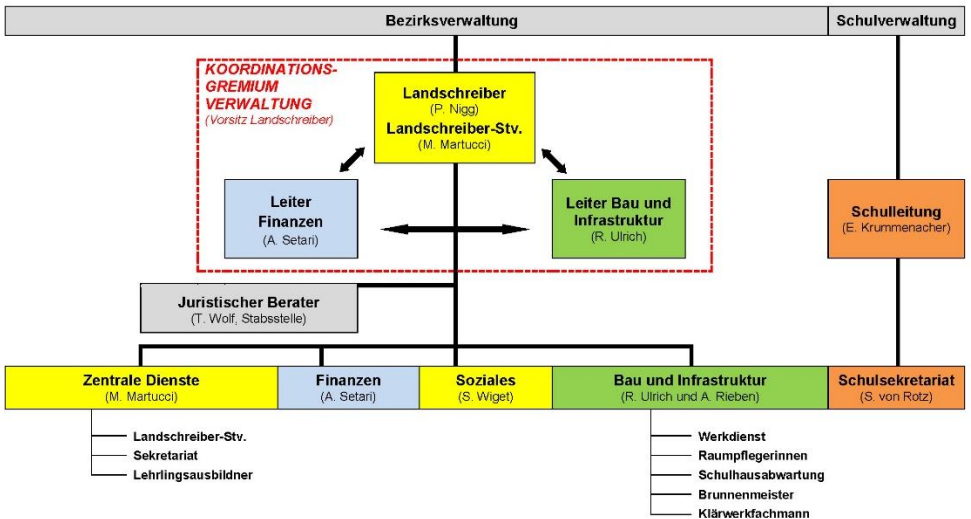 Bezirksverwaltung
Schulverwaltung
KOORDINATIONS-
GREMIUM
VERWALTUNG
(Vorsitz Landschreiber)
Landschreiber
(P. Nigg)
Landschreiber-Stv.
(M. Martucci)
Leiter
Finanzen
(A. Setari)
Leiter Bau und
Infrastruktur
(R. Ulrich)
Schulleitung
(E. Krummenacher)
Juristischer Berater
(T. Wolf, Stabsstelle)
Zentrale Dienste
(M. Martucci)
Finanzen
(A. Setari)
Soziales
(S. Wiget)
Bau und Infrastruktur
(R. Ulrich und A. Rieben)
Schulsekretariat
(S. von Rotz)
Landschreiber-Stv.
Sekretariat
Lehrlingsausbildner
Werkdienst
Raumpflegerinnen
Schulhausabwartung
Brunnenmeister
Klärwerkfachmann